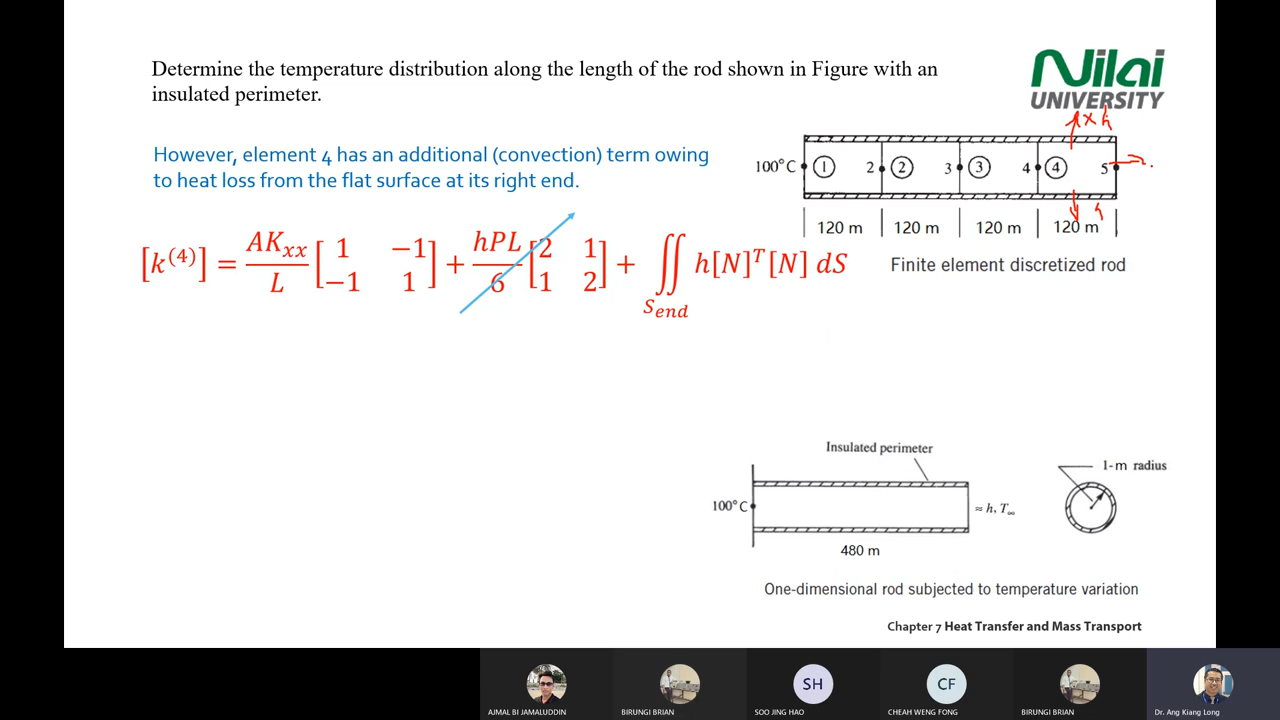 Determine the temperature distribution along the length of the rod shown in Figure with an
insulated perimeter.
Nilai
UNIVERSITY
However, element 4 has an additional (convection) term owing
to heat loss from the flat surface at its right end.
× h
100°C 1 2 2 3 3 4 4 5
h
120 m 120 m 120 m 120 m
Finite element discretized rod
[k^{(4)}] = \frac{AK_{xx}}{L} \begin{bmatrix} 1 & -1 \\ -1 & 1 \end{bmatrix} + \frac{hPL}{6} \begin{bmatrix} 2 & 1 \\ 1 & 2 \end{bmatrix} + \iint_{S_{end}} h[N]^T[N] dS
Insulated perimeter
1-m radius
100°C
≈ h, T∞
480 m
One-dimensional rod subjected to temperature variation
Chapter 7 Heat Transfer and Mass Transport
SH CF
AJMAL BI JAMALUDDIN BIRUNGI BRIAN SOO JING HAO CHEAH WENG FONG BIRUNGI BRIAN Dr. Ang Kiang Long